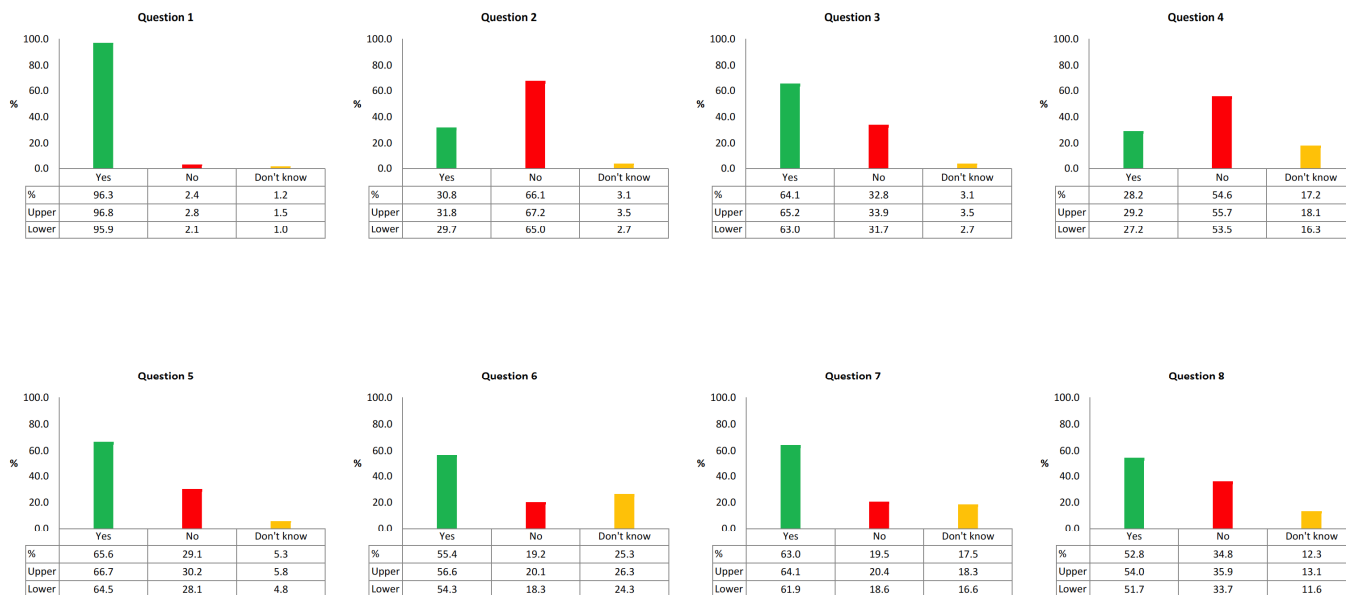 Question 1
100.0
80.0
60.0
%
40.0
20.0
0.0
Yes No Don't know
% 96.3 2.4 1.2
Upper 96.8 2.8 1.5
Lower 95.9 2.1 1.0
Question 2
100.0
80.0
60.0
%
40.0
20.0
0.0
Yes No Don't know
% 30.8 66.1 3.1
Upper 31.8 67.2 3.5
Lower 29.7 65.0 2.7
Question 3
100.0
80.0
60.0
%
40.0
20.0
0.0
Yes No Don't know
% 64.1 32.8 3.1
Upper 65.2 33.9 3.5
Lower 63.0 31.7 2.7
Question 4
100.0
80.0
60.0
%
40.0
20.0
0.0
Yes No Don't know
% 28.2 54.6 17.2
Upper 29.2 55.7 18.1
Lower 27.2 53.5 16.3
Question 5
100.0
80.0
60.0
%
40.0
20.0
0.0
Yes No Don't know
% 65.6 29.1 5.3
Upper 66.7 30.2 5.8
Lower 64.5 28.1 4.8
Question 6
100.0
80.0
60.0
%
40.0
20.0
0.0
Yes No Don't know
% 55.4 19.2 25.3
Upper 56.6 20.1 26.3
Lower 54.3 18.3 24.3
Question 7
100.0
80.0
60.0
%
40.0
20.0
0.0
Yes No Don't know
% 63.0 19.5 17.5
Upper 64.1 20.4 18.3
Lower 61.9 18.6 16.6
Question 8
100.0
80.0
60.0
%
40.0
20.0
0.0
Yes No Don't know
% 52.8 34.8 12.3
Upper 54.0 35.9 13.1
Lower 51.7 33.7 11.6